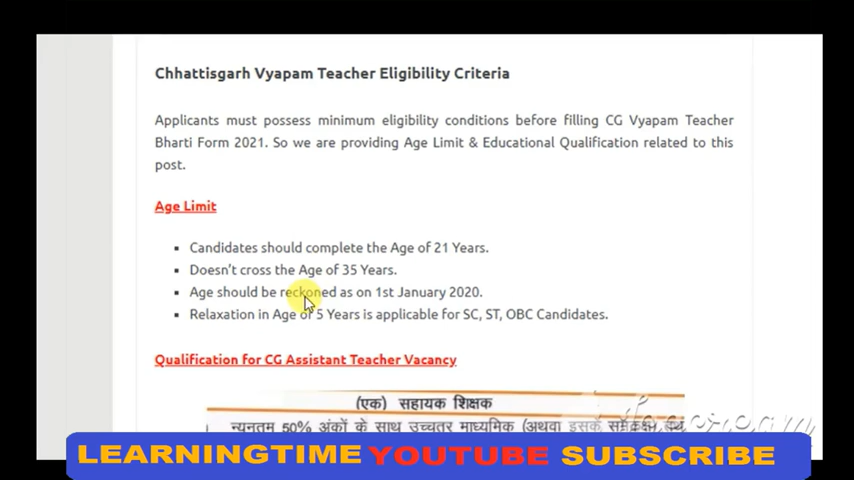 Chhattisgarh Vyapam Teacher Eligibility Criteria
Applicants must possess minimum eligibility conditions before filling CG Vyapam Teacher
Bharti Form 2021. So we are providing Age Limit & Educational Qualification related to this
post.
Age Limit
▪ Candidates should complete the Age of 21 Years.
▪ Doesn't cross the Age of 35 Years.
▪ Age should be reckoned as on 1st January 2020.
▪ Relaxation in Age of 5 Years is applicable for SC, ST, OBC Candidates.
Qualification for CG Assistant Teacher Vacancy
(एक) सहायक शिक्षक
न्यूनतम 50% अंकों के साथ उच्चतर माध्यमिक (अथवा इसके
LEARNINGTIME YOUTUBE SUBSCRIBE